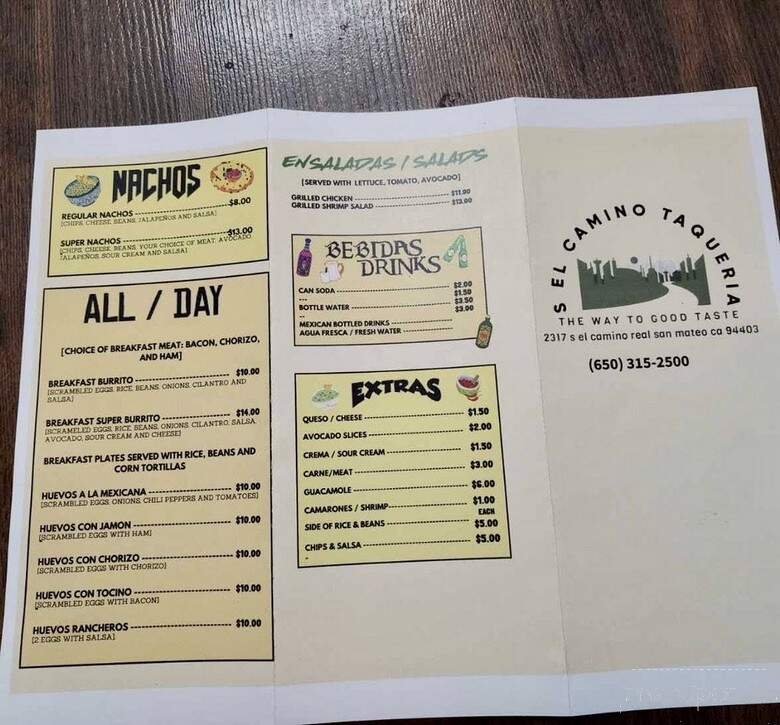 NACHOS
REGULAR NACHOS ---------------------- $8.00
[CHIPS, CHEESE, BEANS, JALAPENOS AND SALSA]
SUPER NACHOS ---------------------- $13.00
[CHIPS, CHEESE, BEANS, YOUR CHOICE OF MEAT, AVOCADO
JALAPEÑOS, SOUR CREAM AND SALSA]
ALL / DAY
[CHOICE OF BREAKFAST MEAT: BACON, CHORIZO,
AND HAM]
BREAKFAST BURRITO ---------------------- $10.00
[SCRAMBLED EGGS, RICE, BEANS, ONIONS, CILANTRO AND
SALSA]
BREAKFAST SUPER BURRITO ---------------------- $14.00
[SCRAMELED EGGS, RICE, BEANS, ONIONS, CILANTRO, SALSA,
AVOCADO, SOUR CREAM AND CHEESE]
BREAKFAST PLATES SERVED WITH RICE, BEANS AND
CORN TORTILLAS
HUEVOS A LA MEXICANA ---------------------- $10.00
[SCRAMBLED EGGS, ONIONS, CHILI PEPPERS AND TOMATOES]
HUEVOS CON JAMON ---------------------- $10.00
[SCRAMBLED EGGS WITH HAM]
HUEVOS CON CHORIZO ---------------------- $10.00
[SCRAMBLED EGGS WITH CHORIZO]
HUEVOS CON TOCINO ---------------------- $10.00
[SCRAMBLED EGGS WITH BACON]
HUEVOS RANCHEROS ---------------------- $10.00
[2 EGGS WITH SALSA]
ENSALADAS / SALADS
[SERVED WITH LETTUCE, TOMATO, AVOCADO]
GRILLED CHICKEN ---------------------- $11.00
GRILLED SHRIMP SALAD ---------------------- $13.00
BEBIDAS
DRINKS
CAN SODA ---------------------- $2.00
--- $1.50
BOTTLE WATER ---------------------- $3.50
-- $3.00
MEXICAN BOTTLED DRINKS ----------------------
AGUA FRESCA / FRESH WATER ----------------------
EXTRAS
QUESO / CHEESE ---------------------- $1.50
AVOCADO SLICES ---------------------- $2.00
CREMA / SOUR CREAM ---------------------- $1.50
CARNE/MEAT ---------------------- $3.00
GUACAMOLE ---------------------- $6.00
CAMARONES / SHRIMP---------------------- $1.00
EACH
SIDE OF RICE & BEANS ---------------------- $5.00
CHIPS & SALSA ---------------------- $5.00
S EL CAMINO TAQUERIA
THE WAY TO GOOD TASTE
2317 s el camino real san mateo ca 94403
(650) 315-2500